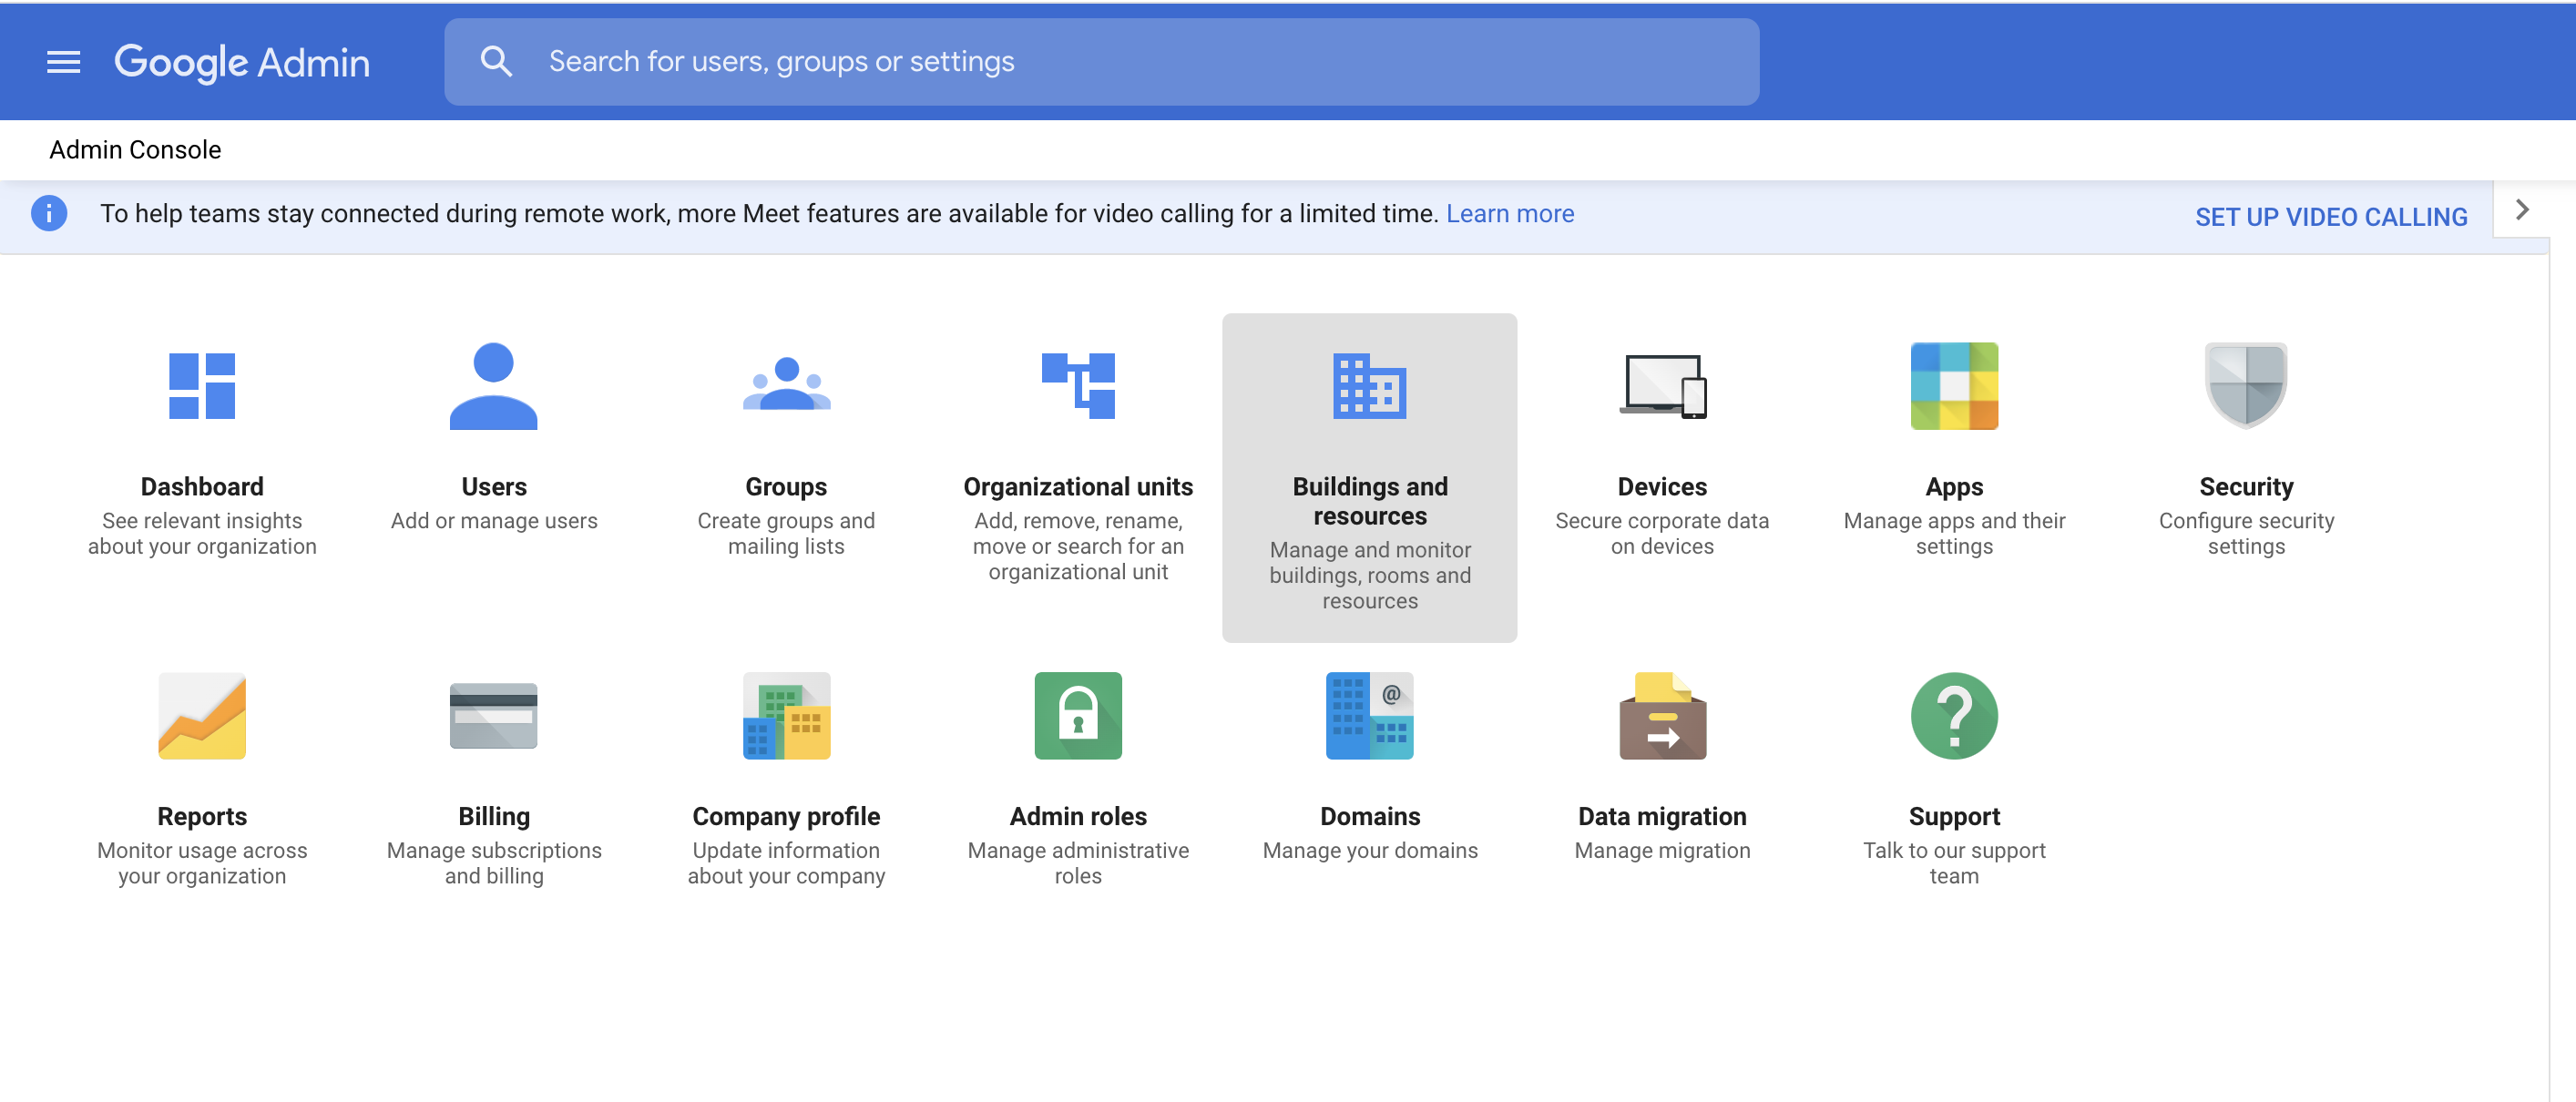 Google Admin
Search for users, groups or settings
Admin Console
i
To help teams stay connected during remote work, more Meet features are available for video calling for a limited time. Learn more
SET UP VIDEO CALLING
Dashboard
See relevant insights
about your organization
Users
Add or manage users
Groups
Create groups and
mailing lists
Organizational units
Add, remove, rename,
move or search for an
organizational unit
Buildings and
resources
Manage and monitor
buildings, rooms and
resources
Devices
Secure corporate data
on devices
Apps
Manage apps and their
settings
Security
Configure security
settings
Reports
Monitor usage across
your organization
Billing
Manage subscriptions
and billing
Company profile
Update information
about your company
Admin roles
Manage administrative
roles
@
Domains
Manage your domains
Data migration
Manage migration
?
Support
Talk to our support
team